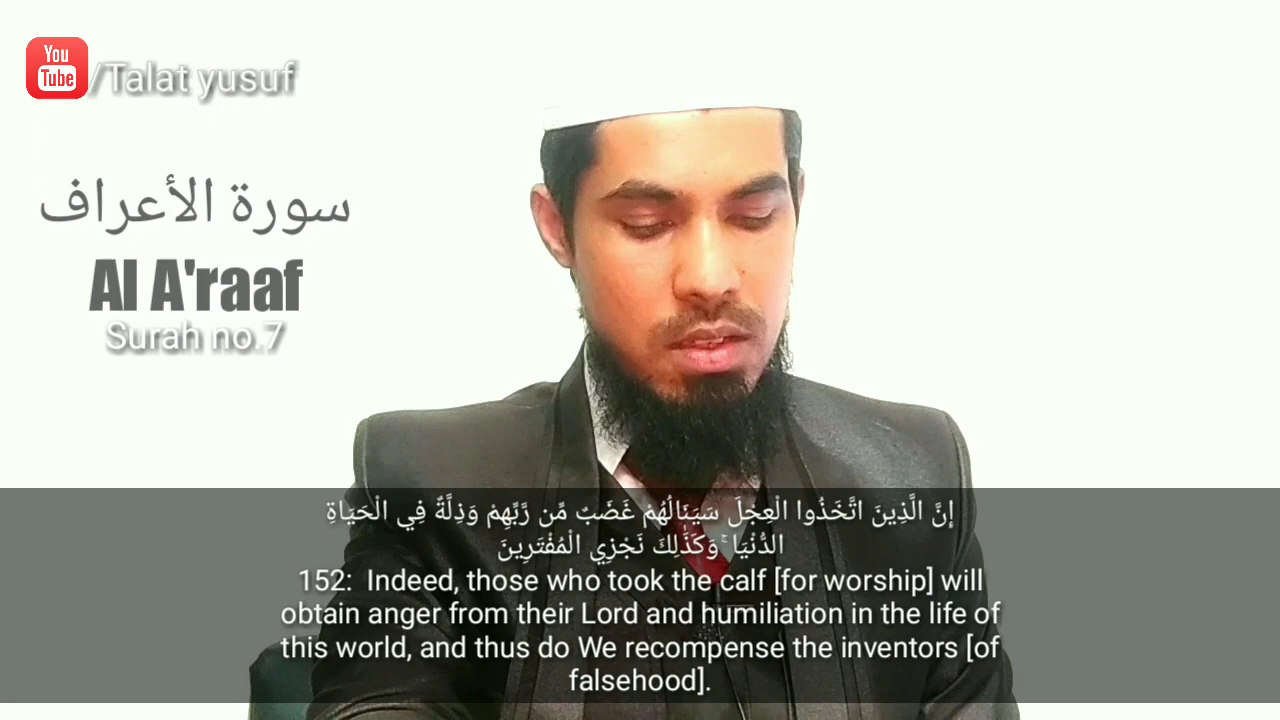 You
Tube
/Talat yusuf
سورة الأعراف
Al A'raaf
Surah no.7
إِنَّ الَّذِينَ اتَّخَذُوا الْعِجْلَ سَيَنَالُهُمْ غَضَبٌ مِّن رَّبِّهِمْ وَذِلَّةٌ فِي الْحَيَاةِ
الدُّنْيَا ۚ وَكَذَٰلِكَ نَجْزِي الْمُفْتَرِينَ
152:  Indeed, those who took the calf [for worship] will
obtain anger from their Lord and humiliation in the life of
this world, and thus do We recompense the inventors [of
falsehood].